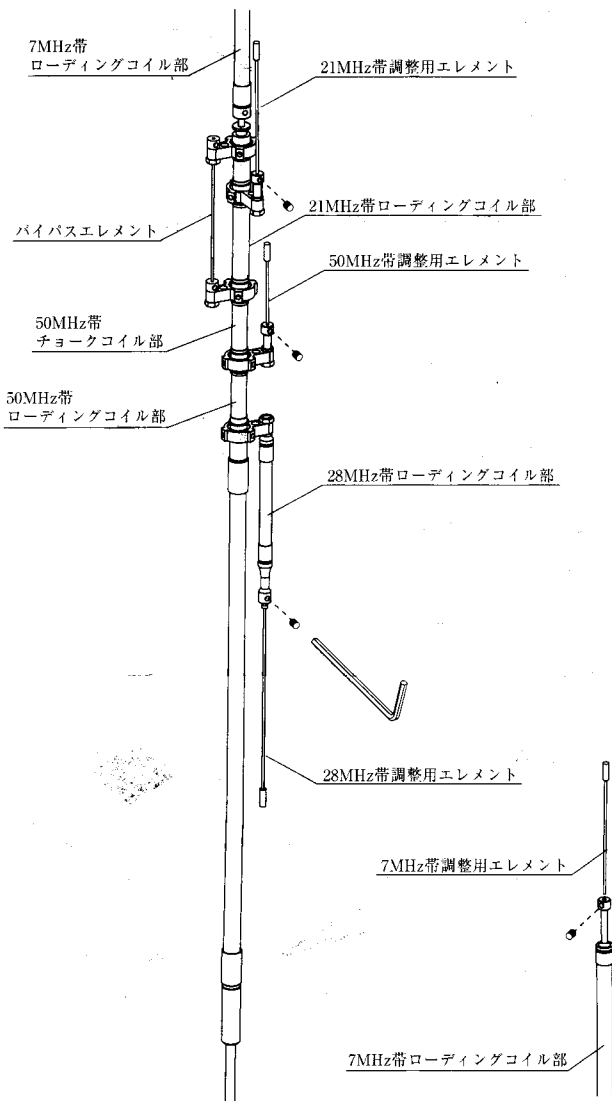 7MHz帯
ローディングコイル部
21MHz帯調整用エレメント
21MHz帯ローディングコイル部
バイパスエレメント
50MHz帯調整用エレメント
50MHz帯
チョークコイル部
50MHz帯
ローディングコイル部
28MHz帯ローディングコイル部
28MHz帯調整用エレメント
7MHz帯調整用エレメント
7MHz帯ローディングコイル部